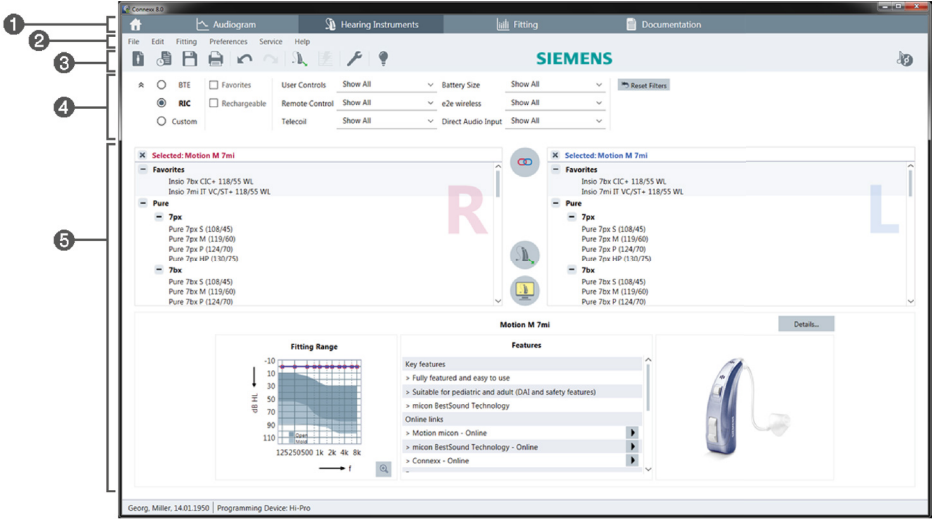 Connexx 8.0
1
Audiogram Hearing Instruments Fitting Documentation
2
File Edit Fitting Preferences Service Help
3
SIEMENS
4
BTE Favorites User Controls Show All Battery Size Show All Reset Filters
RIC Rechargeable Remote Control Show All e2e wireless Show All
Custom Telecoil Show All Direct Audio Input Show All
5
Selected: Motion M 7mi
Favorites
Insio 7bx CIC+ 118/55 WL
Insio 7mi IT VC/ST+ 118/55 WL
Pure
7px
Pure 7px S (108/45)
Pure 7px M (119/60)
Pure 7px P (124/70)
Pure 7px HP (130/75)
7bx
Pure 7bx S (108/45)
Pure 7bx M (119/60)
Pure 7bx P (124/70)
R
Selected: Motion M 7mi
Favorites
Insio 7bx CIC+ 118/55 WL
Insio 7mi IT VC/ST+ 118/55 WL
Pure
7px
Pure 7px S (108/45)
Pure 7px M (119/60)
Pure 7px P (124/70)
Pure 7px HP (130/75)
7bx
Pure 7bx S (108/45)
Pure 7bx M (119/60)
Pure 7bx P (124/70)
L
Motion M 7mi
Details...
Fitting Range
-10
10
30
50
70
90
110
dB HL
Open
125250500 1k 2k 4k 8k
f
Features
Key features
> Fully featured and easy to use
> Suitable for pediatric and adult (DAI and safety features)
> micon BestSound Technology
Online links
> Motion micon - Online
> micon BestSound Technology - Online
> Connexx - Online
Georg, Miller, 14.01.1950 Programming Device: Hi-Pro